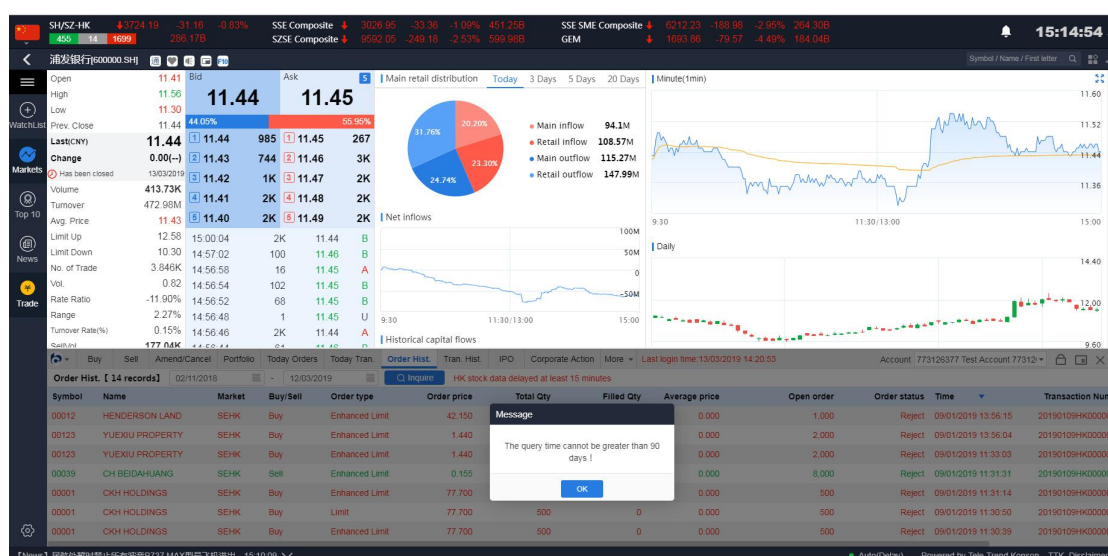 SH/SZ-HK 3724.19 -31.16 -0.83% SSE Composite 3026.95 -33.36 -1.09% 451.25B SSE SME Composite 6212.23 -188.98 -2.95% 264.30B
455 14 1699 286.17B SZSE Composite 9592.05 -249.18 -2.53% 599.98B GEM 1693.86 -79.57 -4.49% 184.04B
15:14:54
浦发银行[600000.SH] F10 Symbol / Name / First letter
WatchList
Markets
Top 10
News
Trade
Open 11.41
High 11.56
Low 11.30
Prev. Close 11.44
Last(CNY) 11.44
Change 0.00(--)
Has been closed 13/03/2019
Volume 413.73K
Turnover 472.98M
Avg. Price 11.43
Limit Up 12.58
Limit Down 10.30
No. of Trade 3.846K
Vol. 0.82
Rate Ratio -11.90%
Range 2.27%
Turnover Rate(%) 0.15%
SellVol 177.04K
Bid Ask 5
11.44 11.45
44.05% 55.95%
1 11.44 985 1 11.45 267
2 11.43 744 2 11.46 3K
3 11.42 1K 3 11.47 2K
4 11.41 2K 4 11.48 2K
5 11.40 2K 5 11.49 2K
15:00:04 2K 11.44 B
14:57:02 100 11.46 B
14:56:58 16 11.45 A
14:56:54 102 11.45 B
14:56:52 68 11.45 B
14:56:48 1 11.45 U
14:56:46 2K 11.44 A
Main retail distribution Today 3 Days 5 Days 20 Days
31.76% 20.20%
24.74% 23.30%
Main inflow 94.1M
Retail inflow 108.57M
Main outflow 115.27M
Retail outflow 147.99M
Net inflows
100M
50M
0
-50M
9:30 11:30/13:00 15:00
Historical capital flows
Minute(1min)
11.60
11.52
11.44
11.36
9:30 11:30/13:00 15:00
Daily
14.40
12.00
9.60
Buy Sell Amend/Cancel Portfolio Today Orders Today Tran. Order Hist. Tran. Hist. IPO Corporate Action More Last login time:13/03/2019 14:20:53 Account 773126377 Test Account 77312
Order Hist. [ 14 records] 02/11/2018 - 12/03/2019 Inquire HK stock data delayed at least 15 minutes
Symbol Name Market Buy/Sell Order type Order price Total Qty Filled Qty Average price Open order Order status Time Transaction Num
00012 HENDERSON LAND SEHK Buy Enhanced Limit 42.150 0.000 1,000 Reject 09/01/2019 13:56:15 20190109HK0000
00123 YUEXIU PROPERTY SEHK Buy Enhanced Limit 1.440 0.000 2,000 Reject 09/01/2019 13:56:04 20190109HK0000
00123 YUEXIU PROPERTY SEHK Buy Enhanced Limit 1.440 0.000 2,000 Reject 09/01/2019 11:33:03 20190109HK0000
00039 CH BEIDAHUANG SEHK Sell Enhanced Limit 0.155 0.000 8,000 Reject 09/01/2019 11:31:31 20190109HK0000
00001 CKH HOLDINGS SEHK Buy Enhanced Limit 77.700 0.000 500 Reject 09/01/2019 11:31:14 20190109HK0000
00001 CKH HOLDINGS SEHK Buy Limit 77.700 500 0 0.000 500 Reject 09/01/2019 11:30:50 20190109HK0000
00001 CKH HOLDINGS SEHK Buy Enhanced Limit 77.700 500 0 0.000 500 Reject 09/01/2019 11:30:39 20190109HK0000
Message
The query time cannot be greater than 90
days !
OK
15:10:09 Auto(Delay) Powered by Tele-Trend Konson TTK Disclaimer